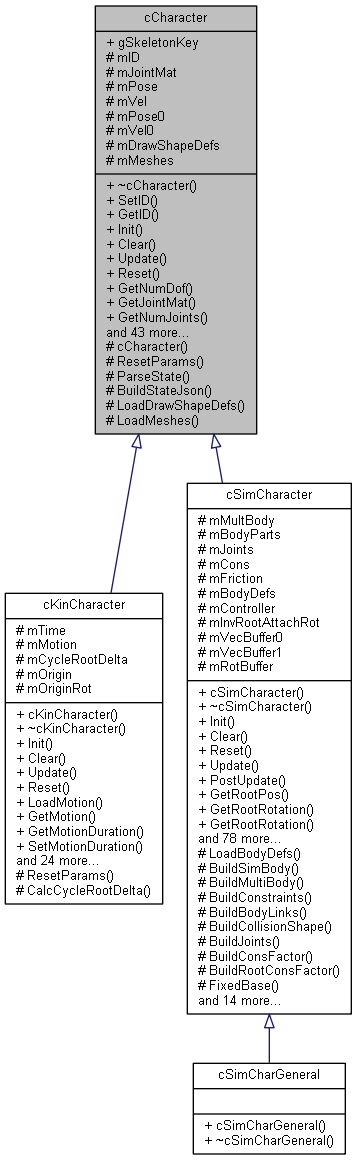 cCharacter
+ gSkeletonKey
# mID
# mJointMat
# mPose
# mVel
# mPose0
# mVel0
# mDrawShapeDefs
# mMeshes
+ ~cCharacter()
+ SetID()
+ GetID()
+ Init()
+ Clear()
+ Update()
+ Reset()
+ GetNumDof()
+ GetJointMat()
+ GetNumJoints()
and 43 more...
# cCharacter()
# ResetParams()
# ParseState()
# BuildStateJson()
# LoadDrawShapeDefs()
# LoadMeshes()
cKinCharacter
# mTime
# mMotion
# mCycleRootDelta
# mOrigin
# mOriginRot
+ cKinCharacter()
+ ~cKinCharacter()
+ Init()
+ Clear()
+ Update()
+ Reset()
+ LoadMotion()
+ GetMotion()
+ GetMotionDuration()
+ SetMotionDuration()
and 24 more...
# ResetParams()
# CalcCycleRootDelta()
cSimCharacter
# mMultBody
# mBodyParts
# mJoints
# mCons
# mFriction
# mBodyDefs
# mController
# mInvRootAttachRot
# mVecBuffer0
# mVecBuffer1
# mRotBuffer
+ cSimCharacter()
+ ~cSimCharacter()
+ Init()
+ Clear()
+ Reset()
+ Update()
+ PostUpdate()
+ GetRootPos()
+ GetRootRotation()
+ GetRootRotation()
and 78 more...
# LoadBodyDefs()
# BuildSimBody()
# BuildMultiBody()
# BuildConstraints()
# BuildBodyLinks()
# BuildCollisionShape()
# BuildJoints()
# BuildConsFactor()
# BuildRootConsFactor()
# FixedBase()
and 14 more...
cSimCharGeneral
+ cSimCharGeneral()
+ ~cSimCharGeneral()